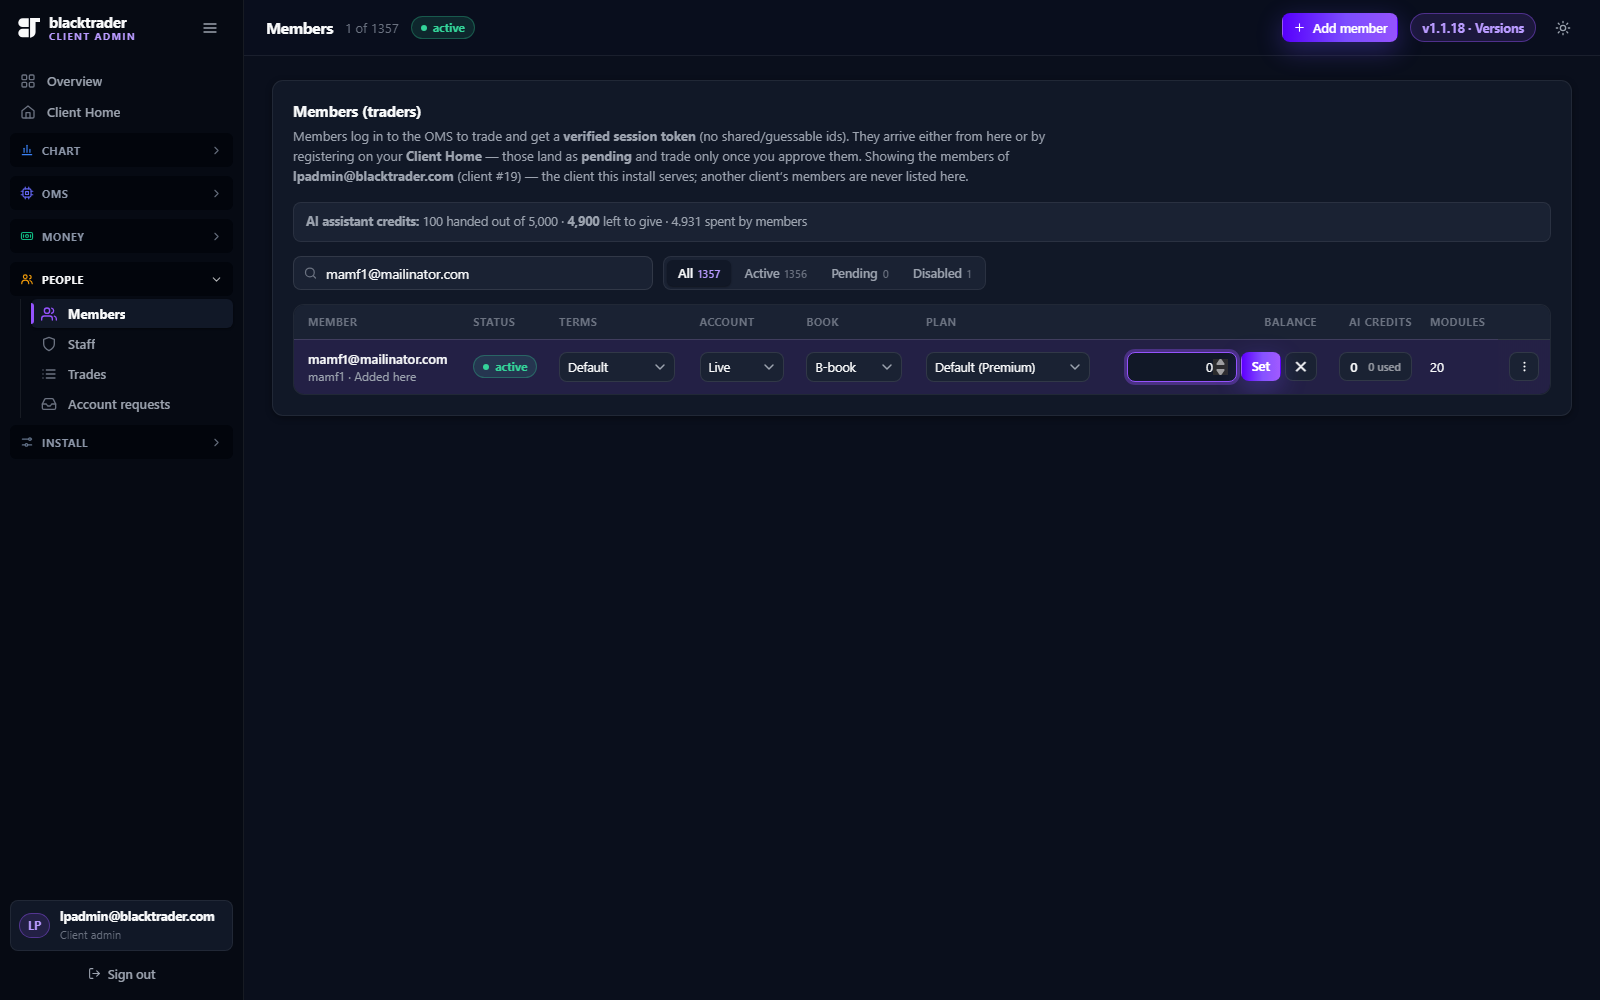 blacktrader
CLIENT ADMIN
Overview
Client Home
CHART
OMS
MONEY
PEOPLE
Members
Staff
Trades
Account requests
INSTALL
LP
lpadmin@blacktrader.com
Client admin
Sign out
Members 1 of 1357 active
+ Add member
v1.1.18 · Versions
Members (traders)
Members log in to the OMS to trade and get a verified session token (no shared/guessable ids). They arrive either from here or by
registering on your Client Home — those land as pending and trade only once you approve them. Showing the members of
lpadmin@blacktrader.com (client #19) — the client this install serves; another client's members are never listed here.
AI assistant credits: 100 handed out of 5,000 · 4,900 left to give · 4.931 spent by members
mamf1@mailinator.com
All 1357 Active 1356 Pending 0 Disabled 1
MEMBER STATUS TERMS ACCOUNT BOOK PLAN BALANCE AI CREDITS MODULES
mamf1@mailinator.com
mamf1 · Added here
active Default Live B-book Default (Premium) 0 Set 0 0 used 20